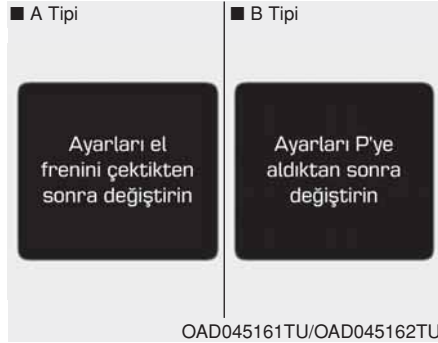 ■ A Tipi
Ayarları el
frenini çektikten
sonra değiştirin
■ B Tipi
Ayarları P'ye
aldıktan sonra
değiştirin
OAD045161TU/OAD045162TU